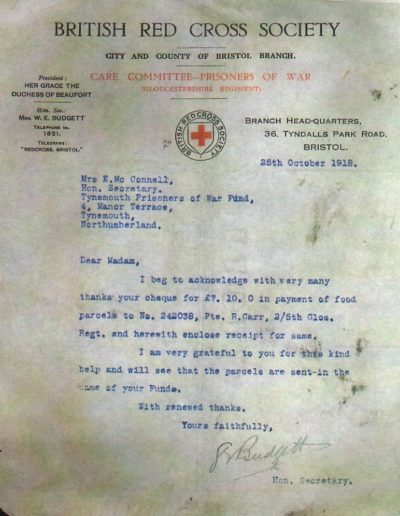 BRITISH RED CROSS SOCIETY
CITY AND COUNTY OF BRISTOL BRANCH.
CARE COMMITTEE—PRISONERS OF WAR
(GLOUCESTERSHIRE REGIMENT).
President:
HER GRACE THE
DUCHESS OF BEAUFORT.
Hon. Sec.:
MRS. W. E. BUDGETT
TELEPHONE No.
1921.
TELEGRAMS:
"REDCROSS, BRISTOL."
BRITISH RED CROSS SOCIETY
BRANCH HEAD-QUARTERS,
36, TYNDALLS PARK ROAD,
BRISTOL.
25th October 1918.
Mrs E.Mc Connell,
Hon. Secretary.
Tynemouth Prisoners of War Fund,
4, Manor Terrace,
Tynemouth,
Northumberland.
Dear Madam,
I beg to acknowledge with very many
thanks your cheque for £7. 10. 0 in payment of food
parcels to No. 242038, Pte. R.Carr, 2/5th Glos.
Regt. and herewith enclose receipt for same.
I am very grateful to you for this kind
help and will see that the parcels are sent-in the
name of your Fund.
With renewed thanks.
Yours faithfully,
Budgett
Hon. Secretary.